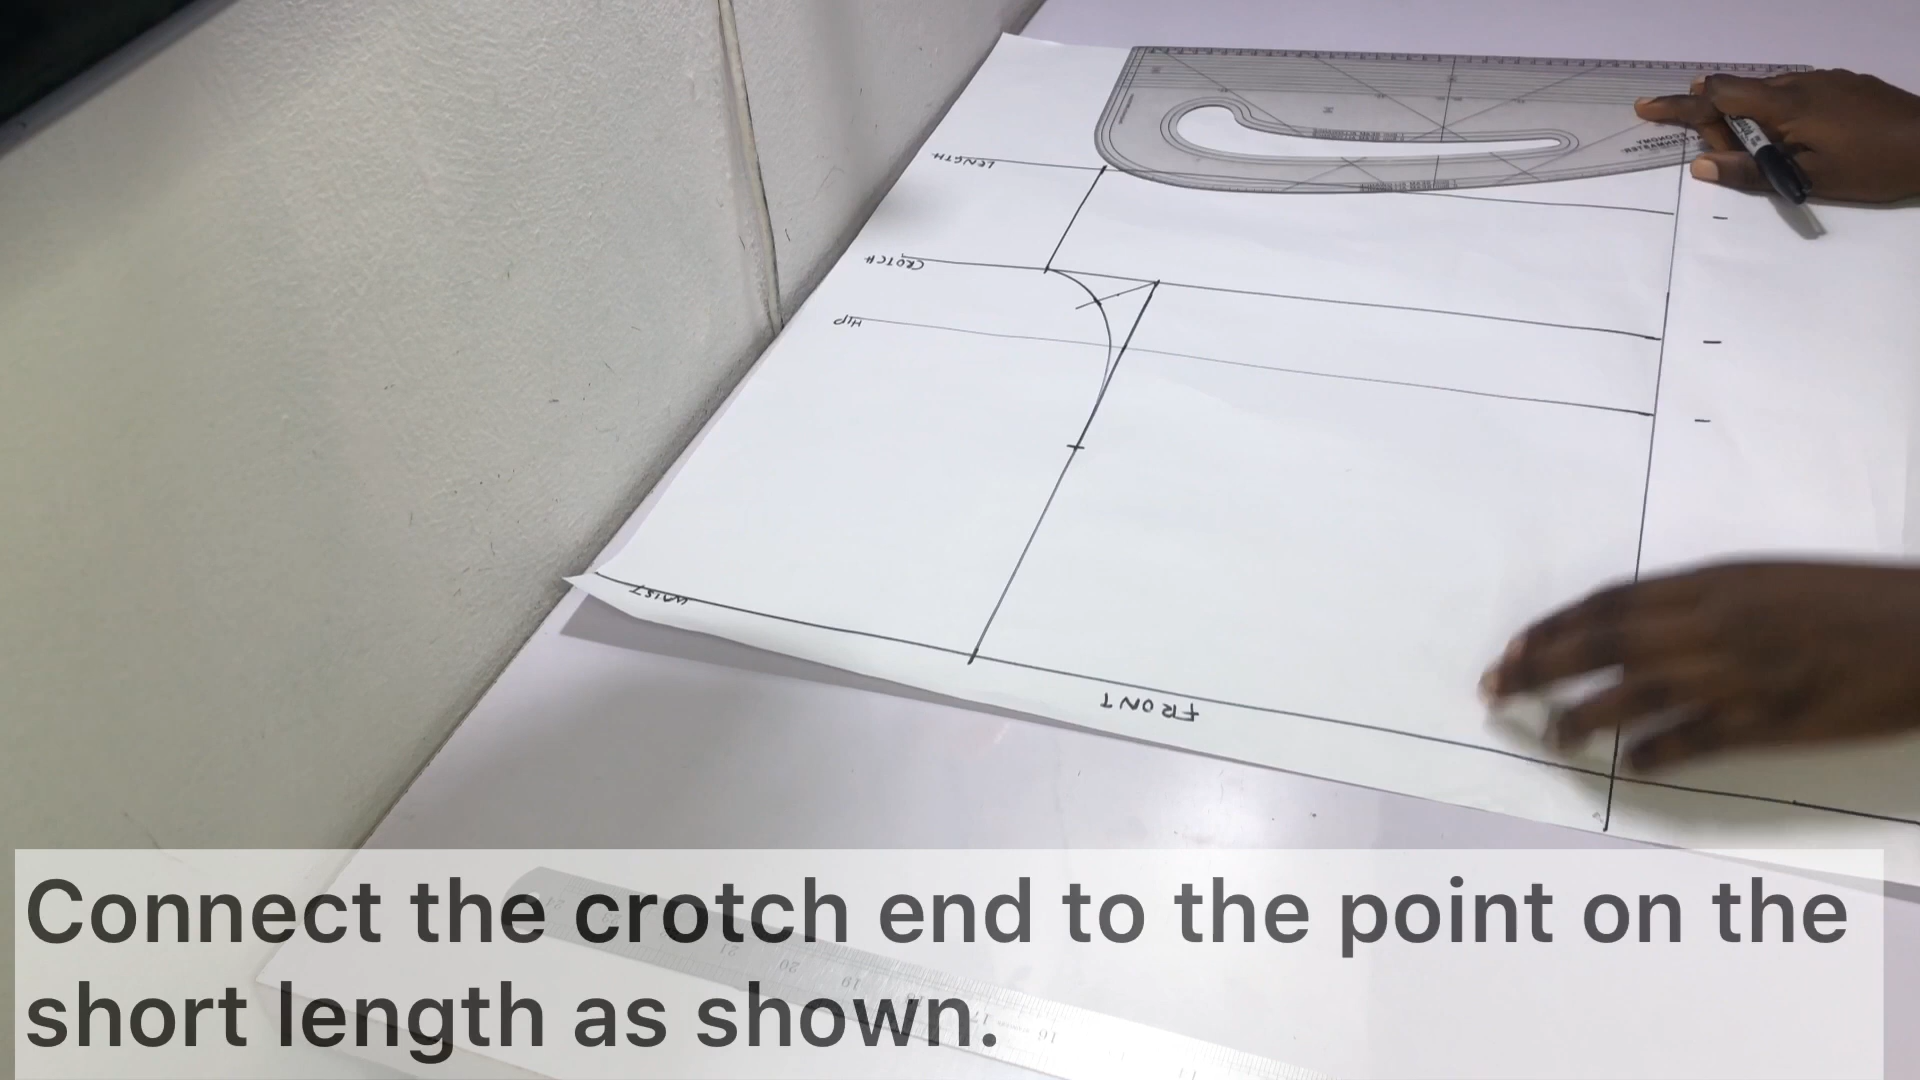 LENGTH
CROTCH
HIP
WAIST
FRONT
Connect the crotch end to the point on the
short length as shown.